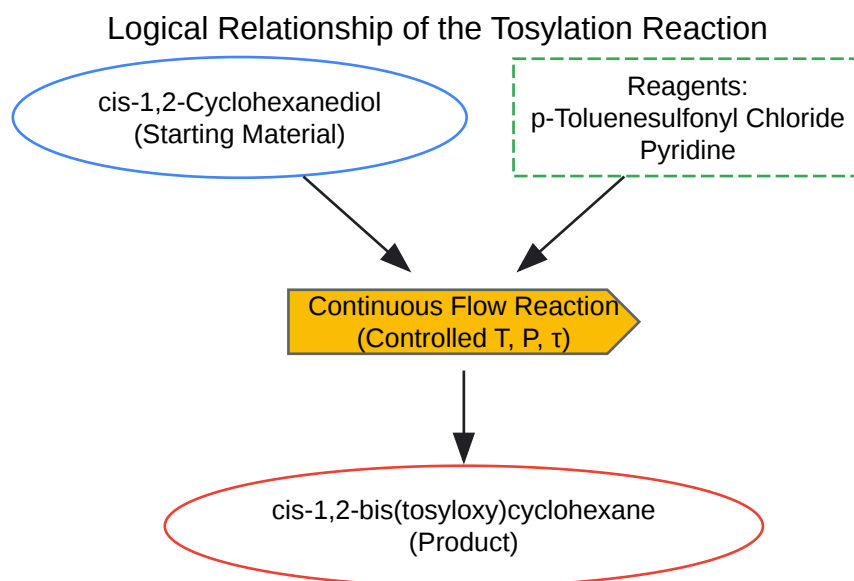 Logical Relationship of the Tosylation Reaction
cis-1,2-Cyclohexanediol
(Starting Material)
Reagents:
p-Toluenesulfonyl Chloride
Pyridine
Continuous Flow Reaction
(Controlled T, P, τ)
cis-1,2-bis(tosyloxy)cyclohexane
(Product)